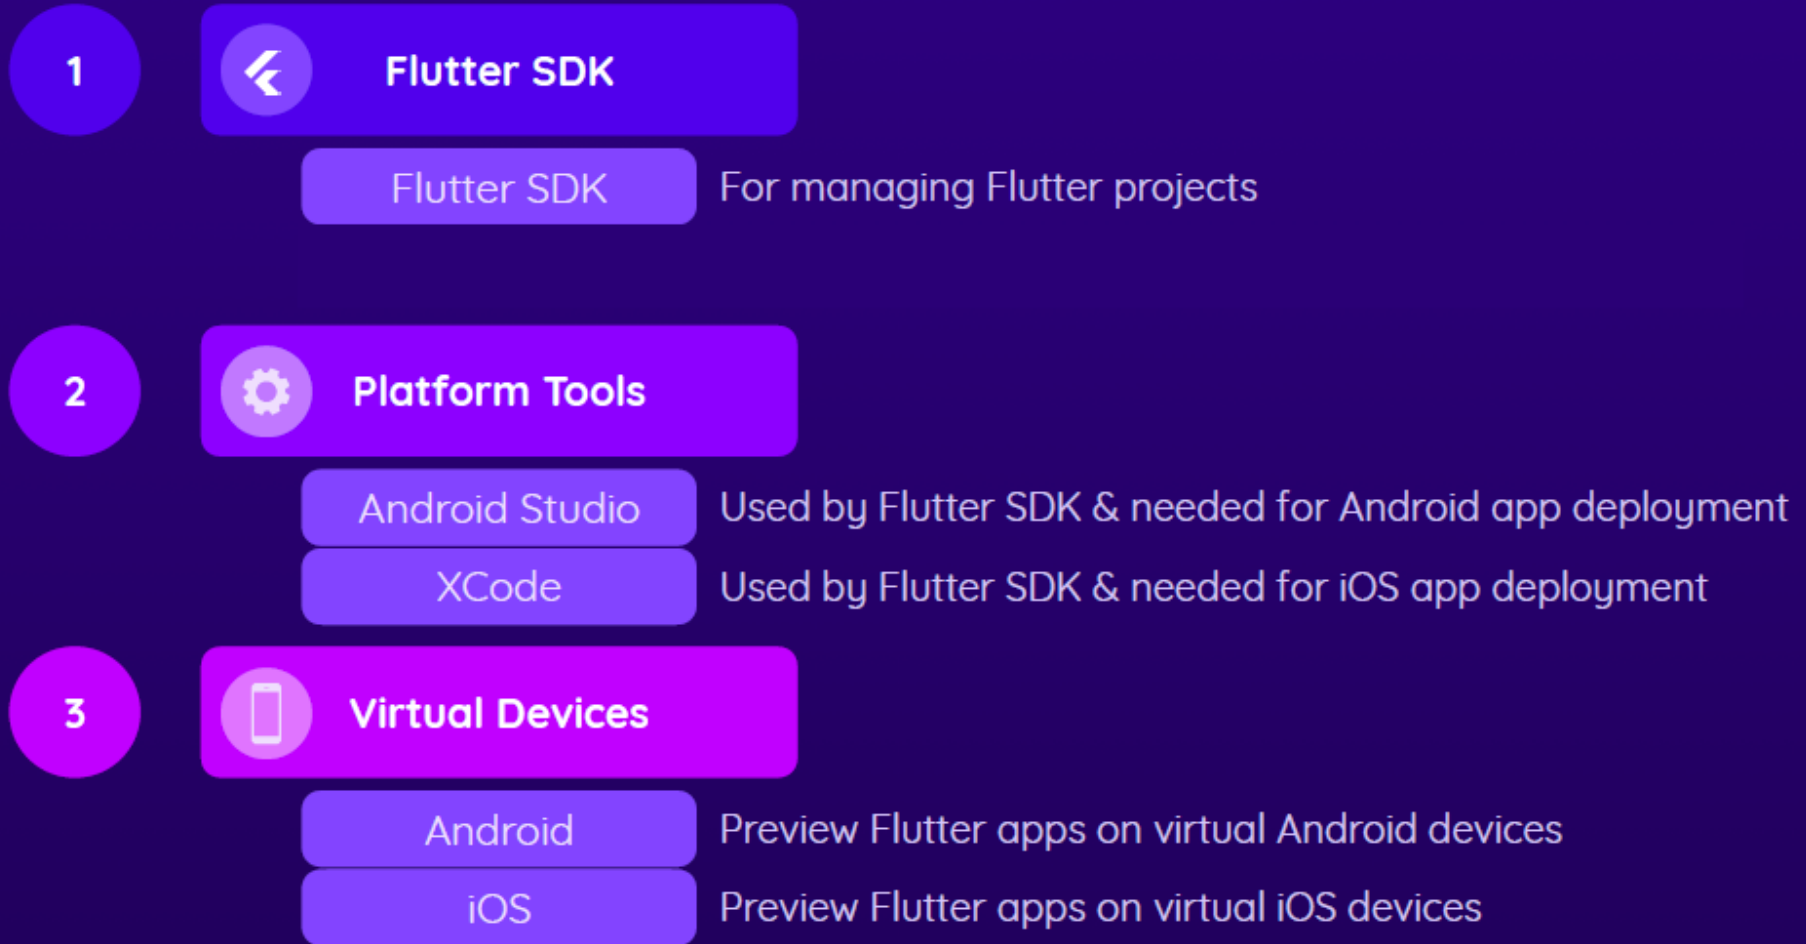 1
Flutter SDK
Flutter SDK
For managing Flutter projects
2
Platform Tools
Android Studio
Used by Flutter SDK & needed for Android app deployment
XCode
Used by Flutter SDK & needed for iOS app deployment
3
Virtual Devices
Android
Preview Flutter apps on virtual Android devices
iOS
Preview Flutter apps on virtual iOS devices